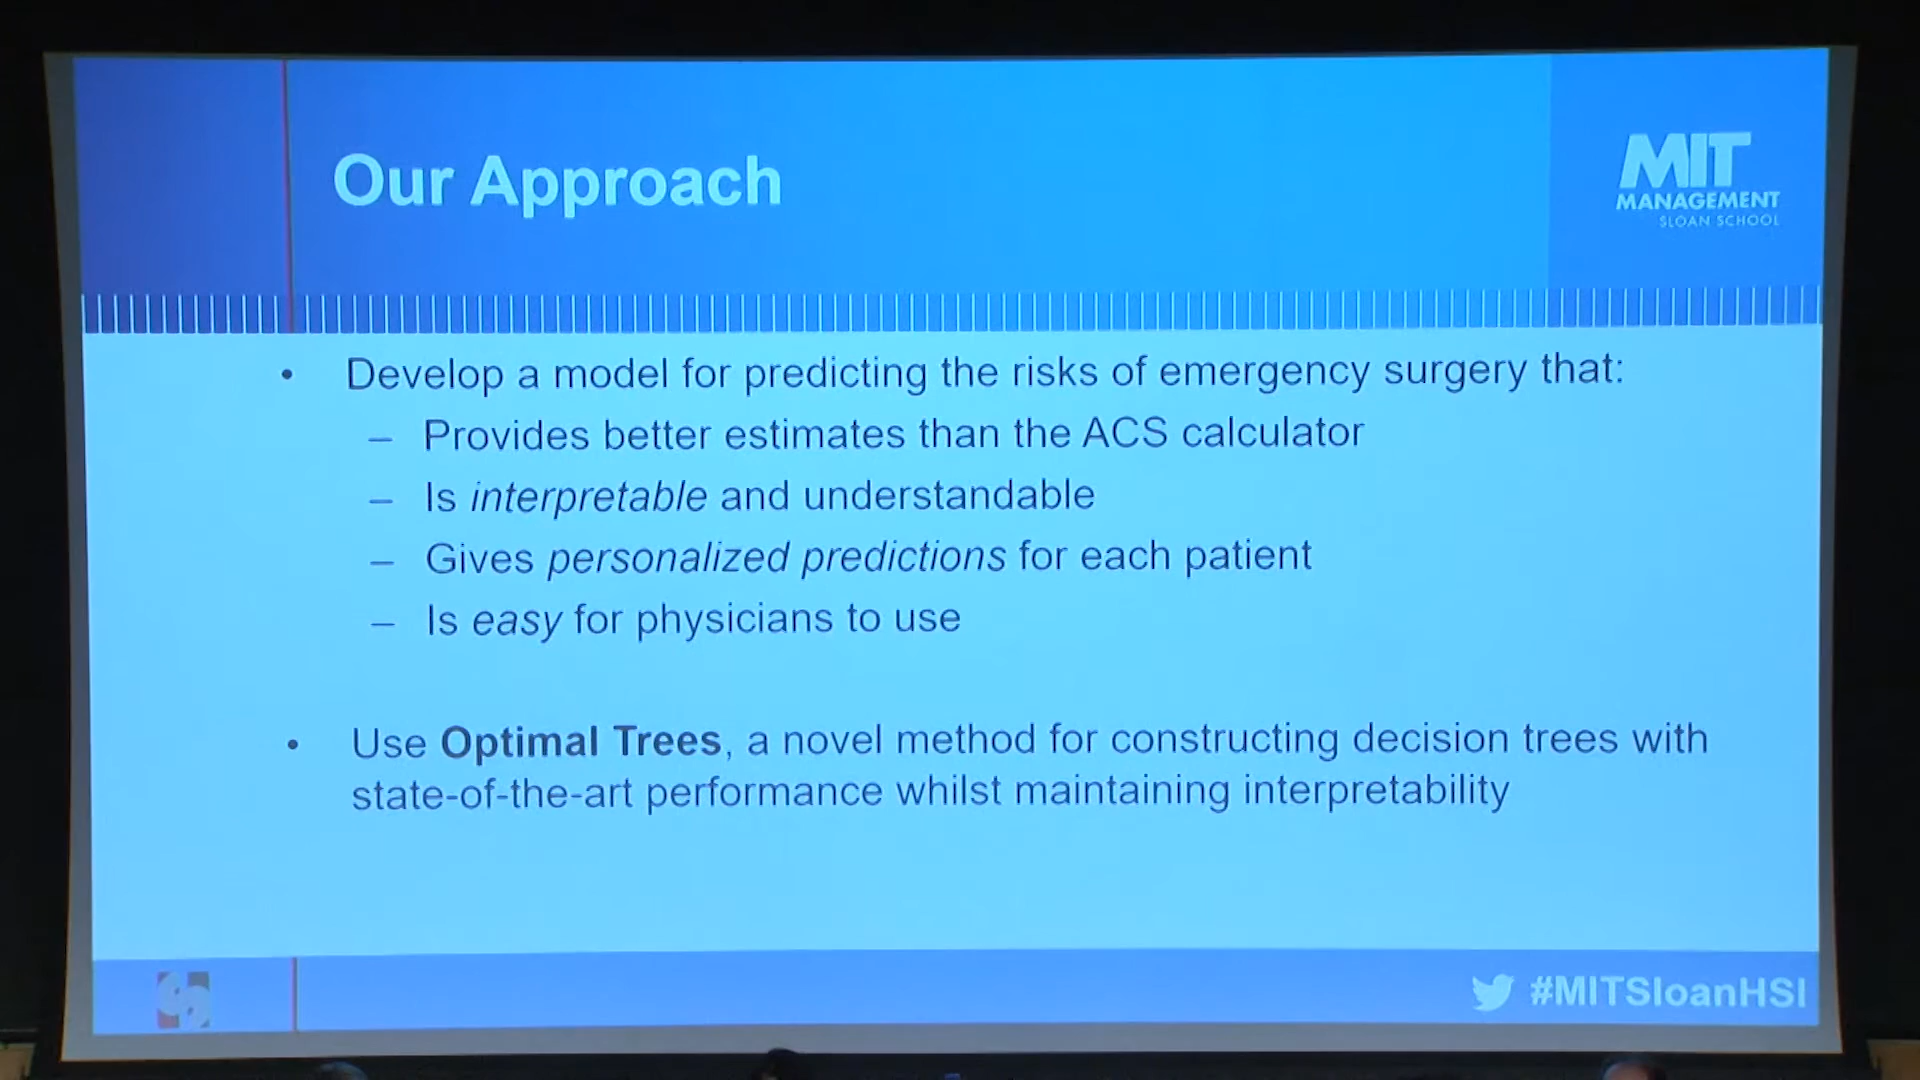 Our Approach
MIT
MANAGEMENT
SLOAN SCHOOL
• Develop a model for predicting the risks of emergency surgery that:
– Provides better estimates than the ACS calculator
– Is interpretable and understandable
– Gives personalized predictions for each patient
– Is easy for physicians to use
• Use Optimal Trees, a novel method for constructing decision trees with
state-of-the-art performance whilst maintaining interpretability
#MITSloanHSI